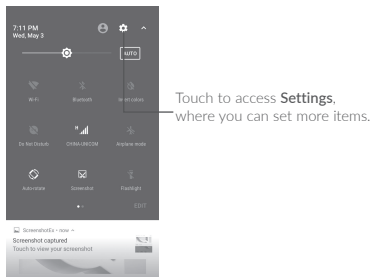 7:11 PM
Wed, May 3
AUTO
Wi-Fi
Bluetooth
Invert colors
Do Not Disturb
CHINA UNICOM
Airplane mode
Auto-rotate
Screenshot
Flashlight
EDIT
ScreenshotEx • now
Screenshot captured
Touch to view your screenshot
Touch to access Settings,
where you can set more items.